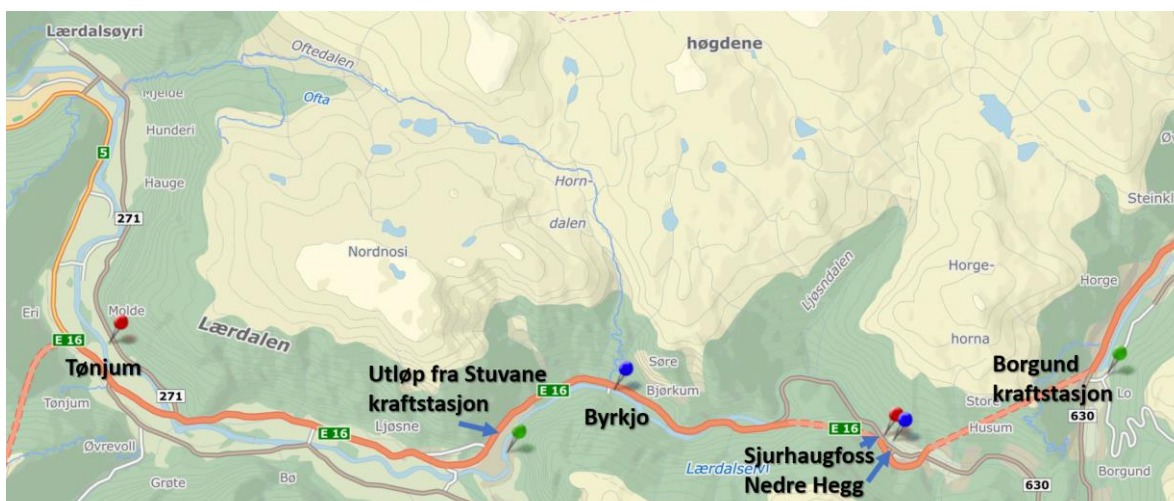 Lærdalsøyri
Oftedalen
høgdene
Mjelde
Ofta
Hunderi
5
Hauge
Horn-
dalen
271
Steinkl
Nordnosi
Ljøsndalen
Horge-
Horge
Eri
Molde
horna
Lærdalen
E 16
Tønjum
Utløp fra Stuvane
kraftstasjon
E 16
Søre
Bjørkum
Borgund
kraftstasjon
Store
Lo
Byrkjo
Tønjum
271
E 16
Ljøsne
E 16
Husum
630
Øvrevoll
Sjurhaugfoss
Lærdalselvi
Nedre Hegg
Grøte
Bø
630
Borgund